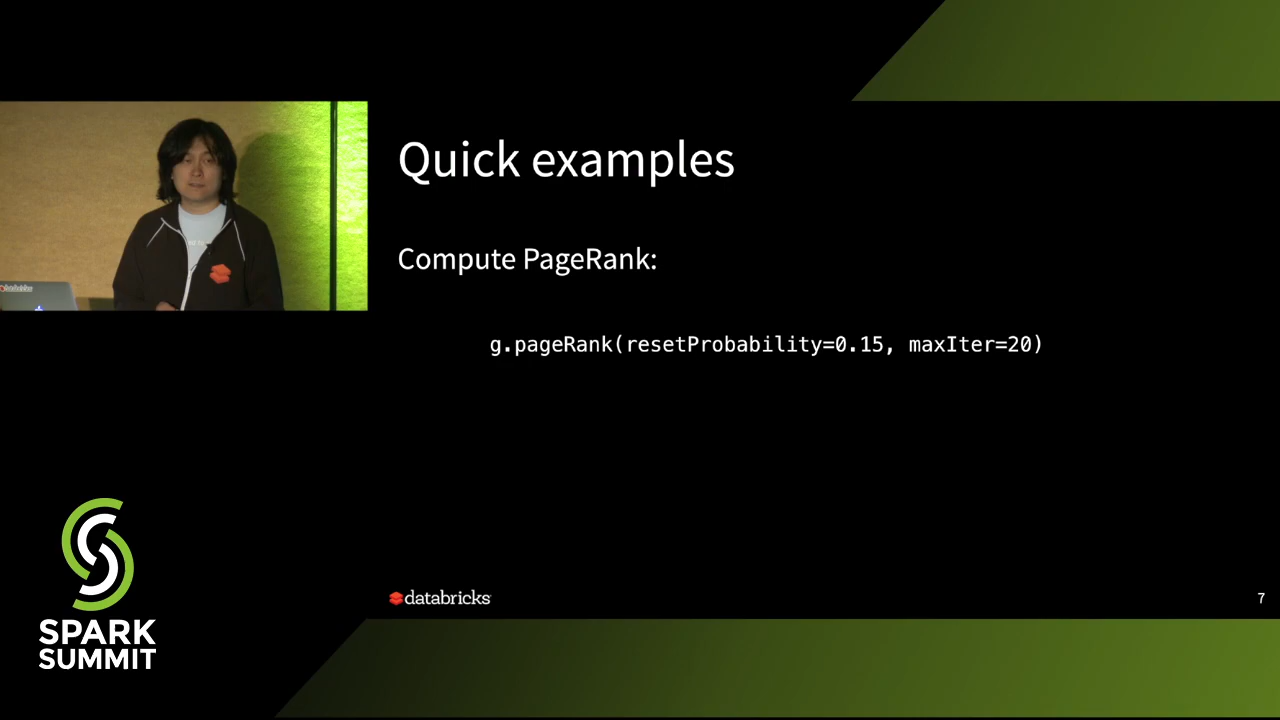 Quick examples
Compute PageRank:
g.pageRank(resetProbability=0.15, maxIter=20)
databricks
7
SPARK
SUMMIT